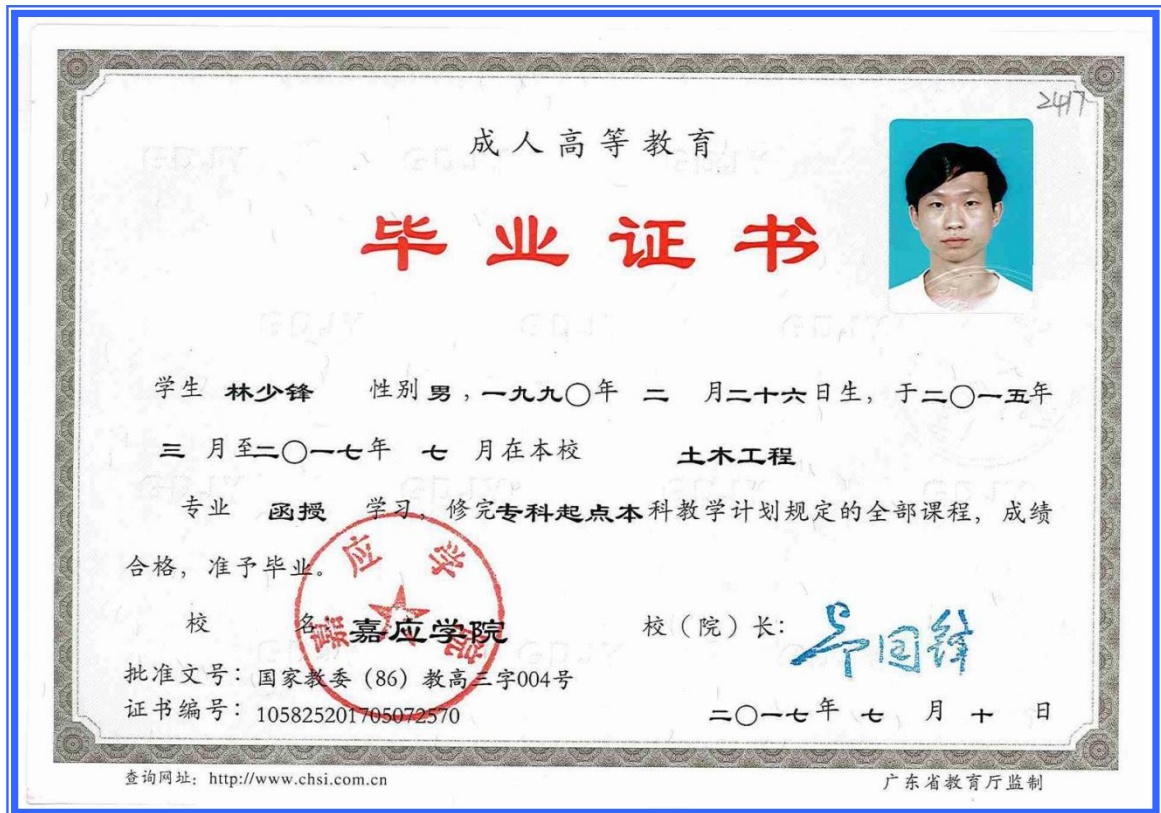 2417
成人高等教育
毕业证书
学生 林少锋 性别 男，一九九〇年 二 月二十六日生，于二〇一五年
三 月至二〇一七年 七 月在本校 土木工程
专业 函授 学习，修完专科起点本科教学计划规定的全部课程，成绩
合格，准予毕业。
嘉应学院
校 名：嘉应学院 校（院）长：
批准文号：国家教委（86）教高三字004号
证书编号：105825201705072570 二〇一七年 七 月 十 日
查询网址：http://www.chsi.com.cn 广东省教育厅监制